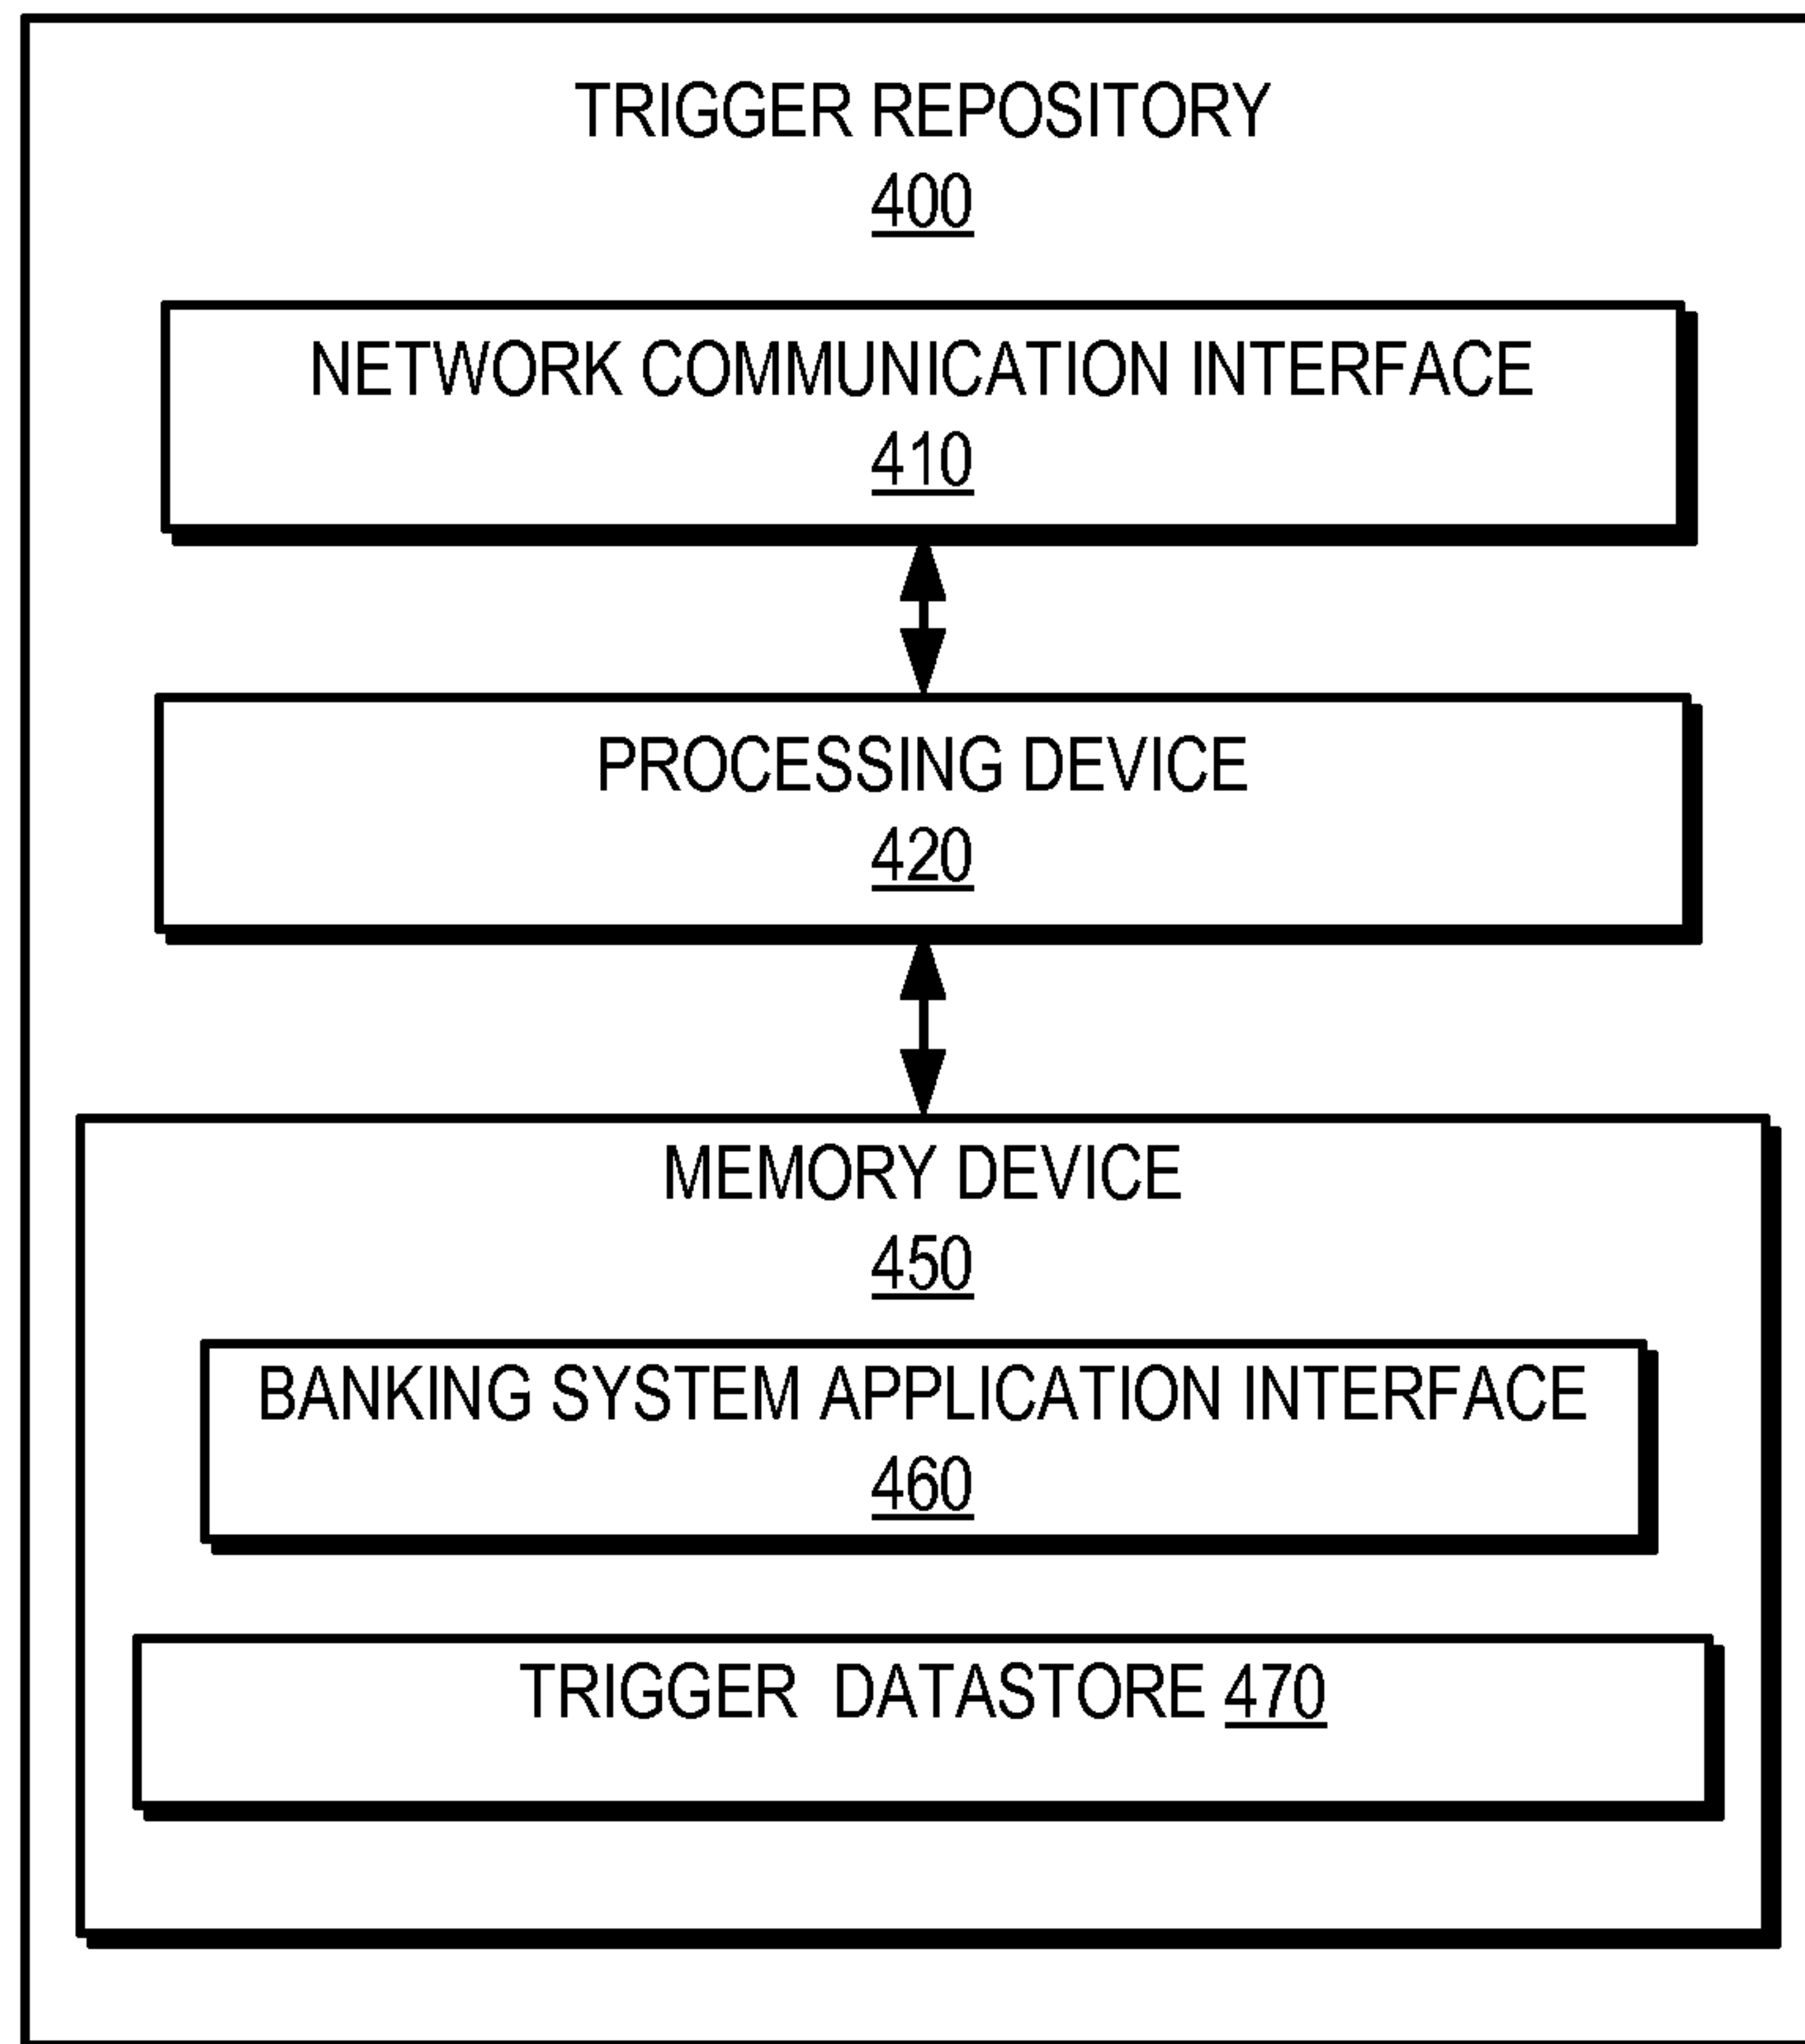 TRIGGER REPOSITORY
400
NETWORK COMMUNICATION INTERFACE
410
PROCESSING DEVICE
420
MEMORY DEVICE
450
BANKING SYSTEM APPLICATION INTERFACE
460
TRIGGER DATASTORE 470